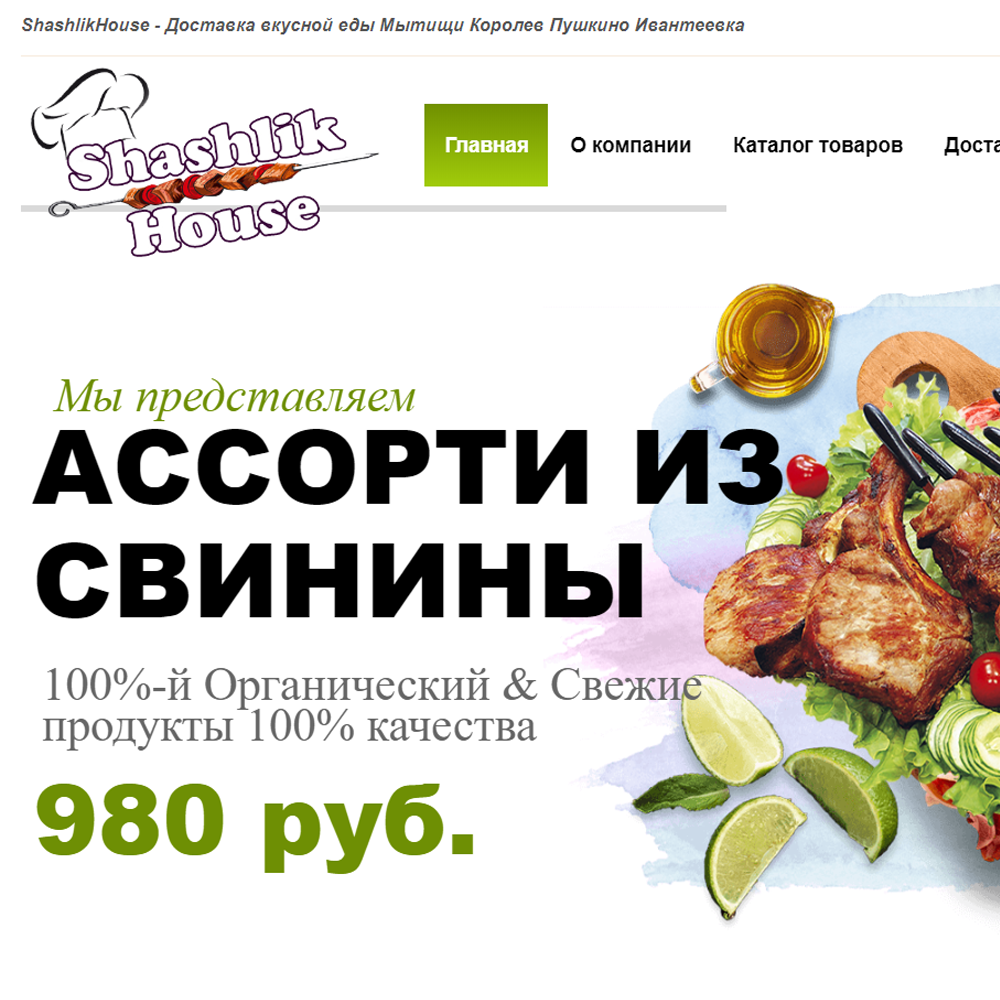 ShashlikHouse - Доставка вкусной еды Мытищи Королев Пушкино Ивантеевка
Shashlik
House
Главная О компании Каталог товаров Доста
Мы представляем
АССОРТИ ИЗ
СВИНИНЫ
100%-й Органический & Свежие
продукты 100% качества
980 руб.